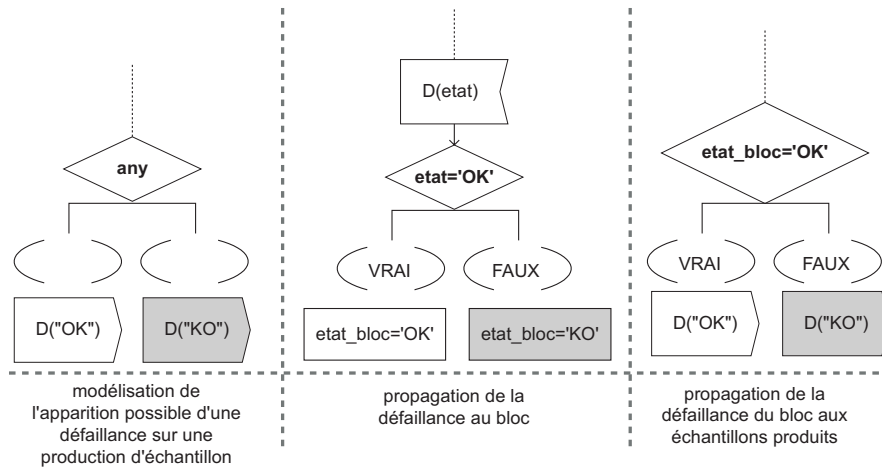 any
D("OK")
D("KO")
modélisation de
l'apparition possible d'une
défaillance sur une
production d'échantillon
D(etat)
etat='OK'
VRAI
FAUX
etat_bloc='OK'
etat_bloc='KO'
propagation de la
défaillance au bloc
etat_bloc='OK'
VRAI
FAUX
D("OK")
D("KO")
propagation de la
défaillance du bloc aux
échantillons produits